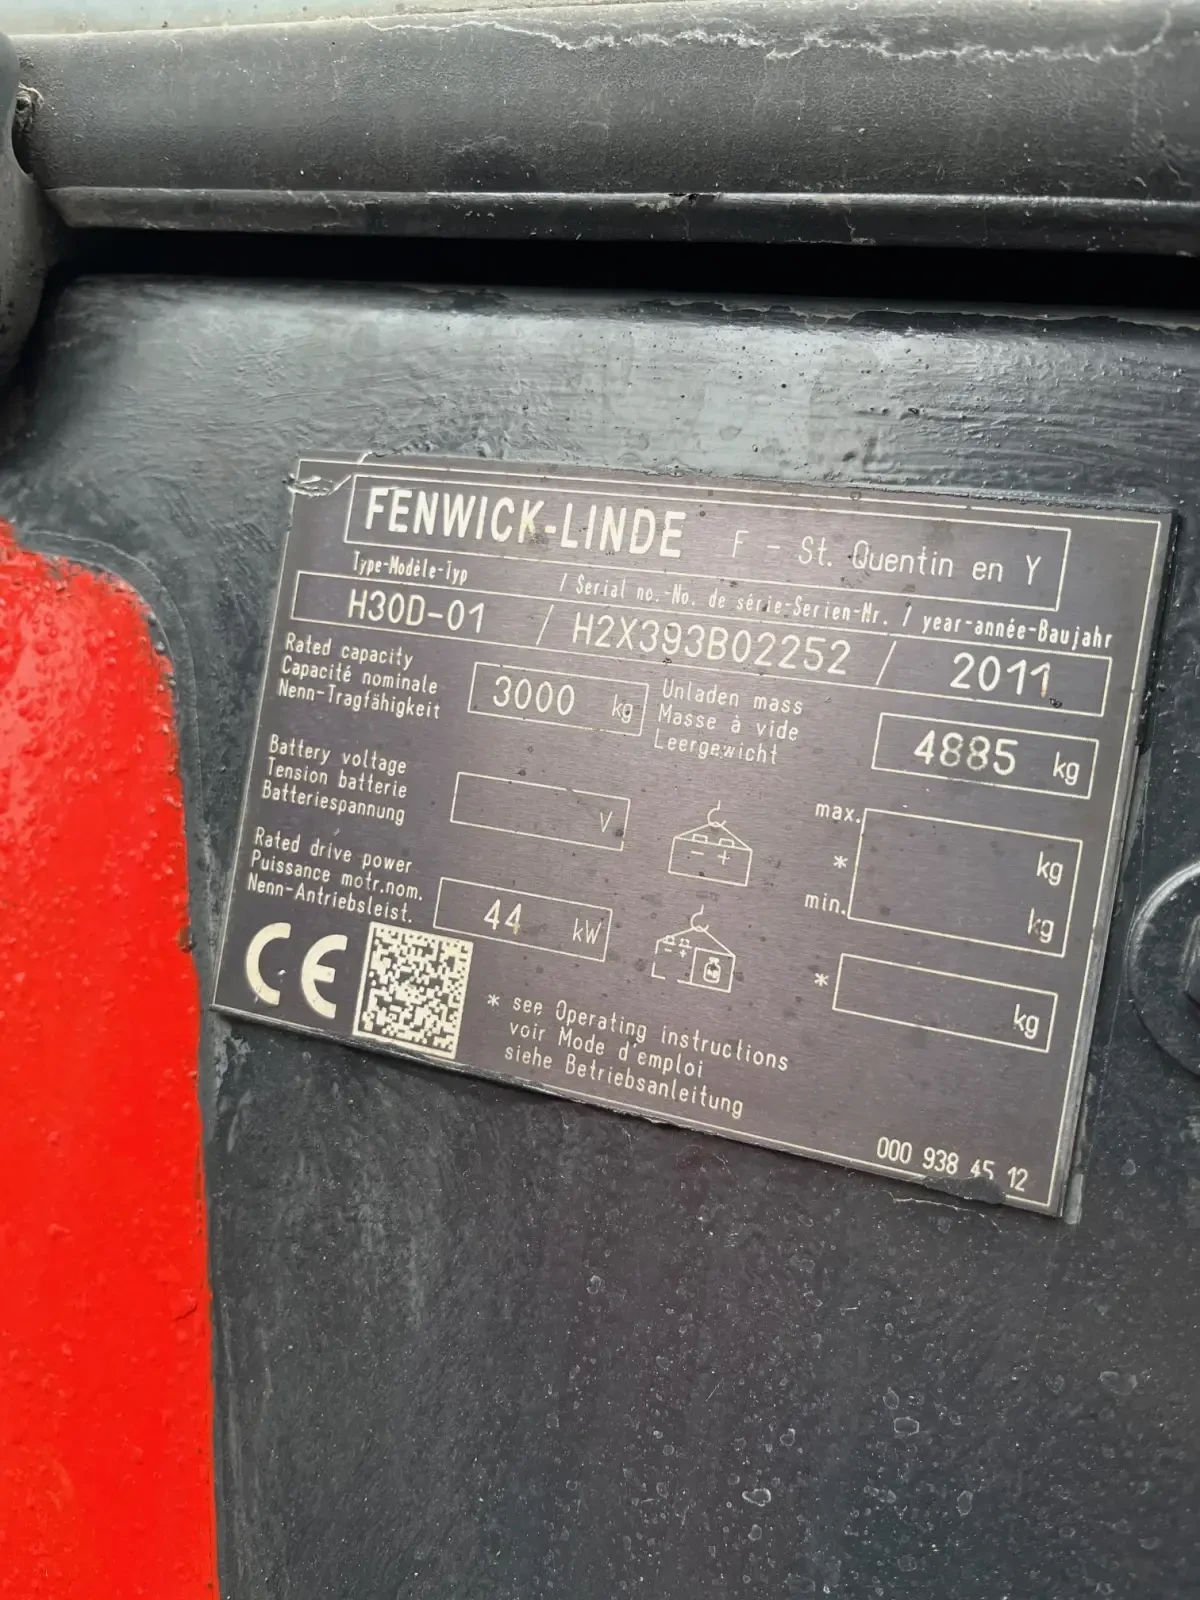 FENWICK-LINDE F - St. Quentin en Y
Type-Modèle-Typ / Serial no.-No. de série-Serien-Nr. / year-année-Baujahr
H30D-01 / H2X393B02252 / 2011
Rated capacity
Capacité nominale
Nenn-Tragfähigkeit
3000 kg
Unladen mass
Masse à vide
Leergewicht
4885 kg
Battery voltage
Tension batterie
Batteriespannung
V
max.
kg
*
min.
kg
Rated drive power
Puissance motr.nom.
Nenn-Antriebsleist.
44 kW
*
kg
CE
* see Operating instructions
voir Mode d'emploi
siehe Betriebsanleitung
000 938 45 12